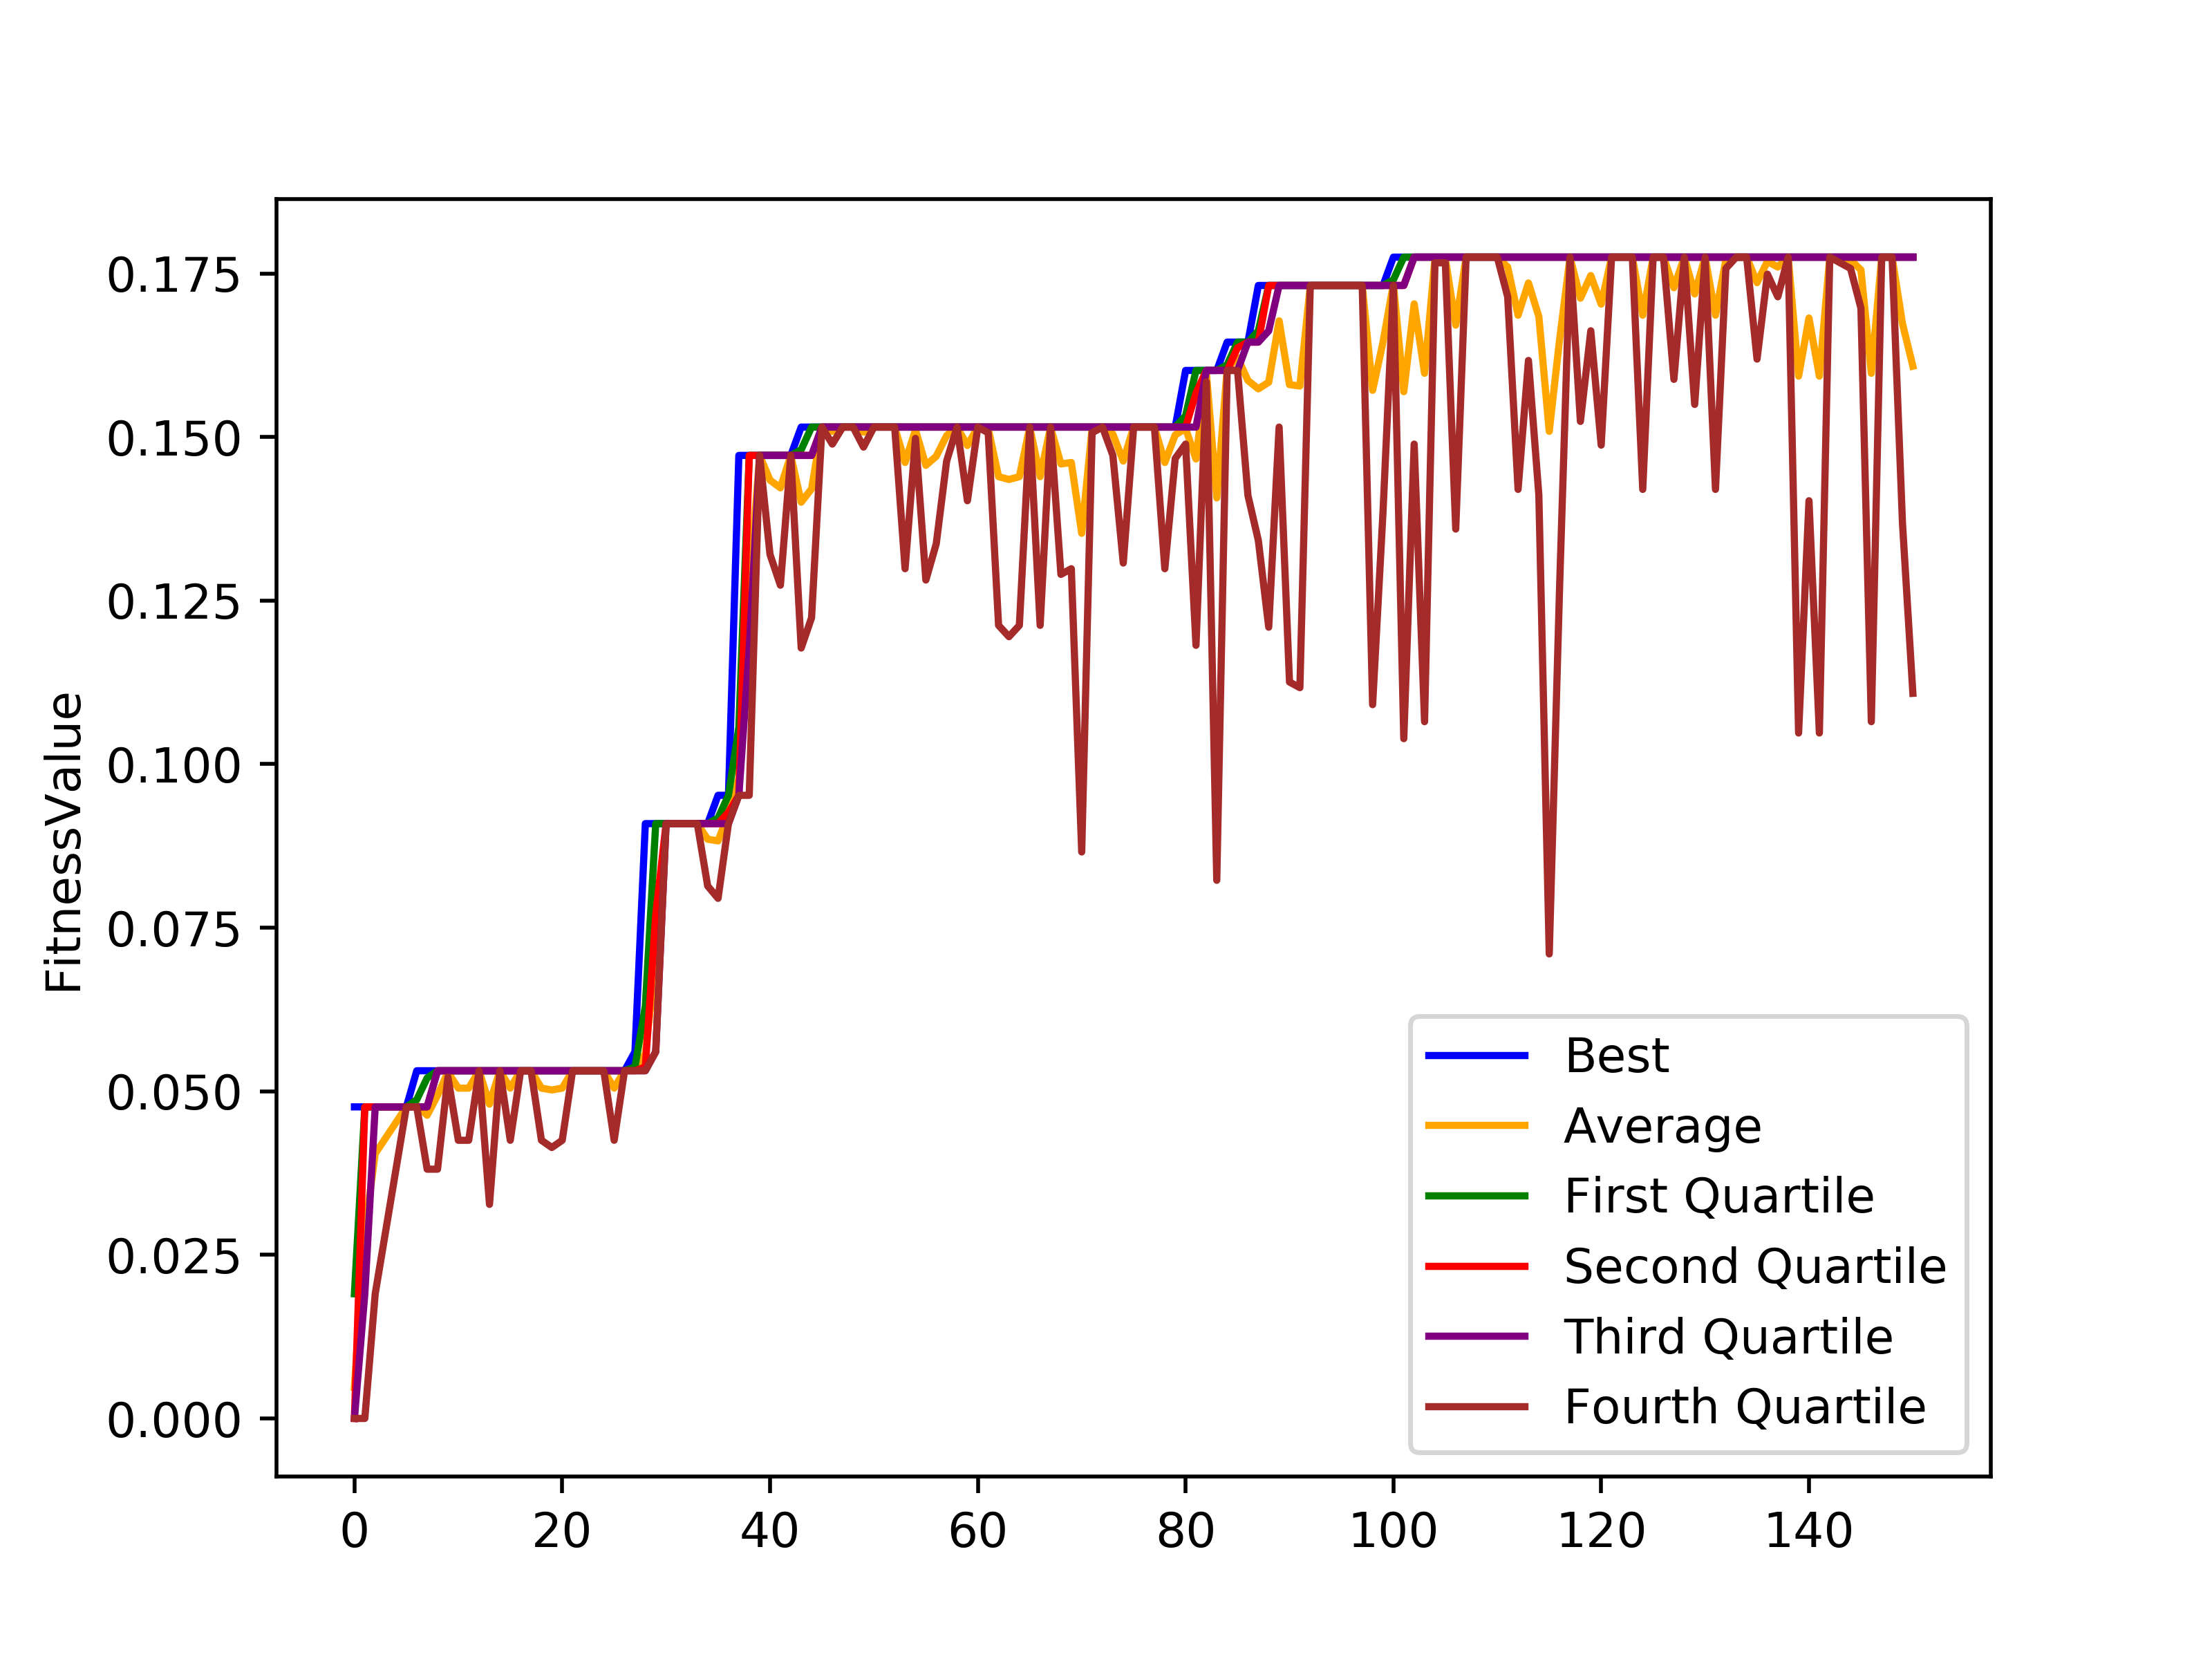 FitnessValue
0.175
0.150
0.125
0.100
0.075
0.050
0.025
0.000
0 20 40 60 80 100 120 140
Best
Average
First Quartile
Second Quartile
Third Quartile
Fourth Quartile